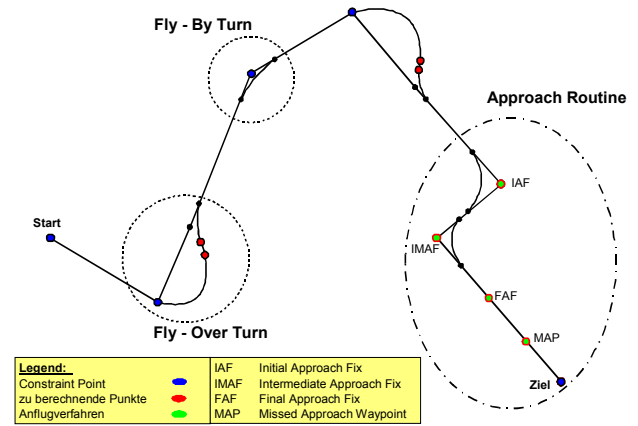 Fly - By Turn
Approach Routine
IAF
Start
IMAF
FAF
Fly - Over Turn
MAP
Ziel
Legend:
Constraint Point
zu berechnende Punkte
Anflugverfahren
IAF Initial Approach Fix
IMAF Intermediate Approach Fix
FAF Final Approach Fix
MAP Missed Approach Waypoint